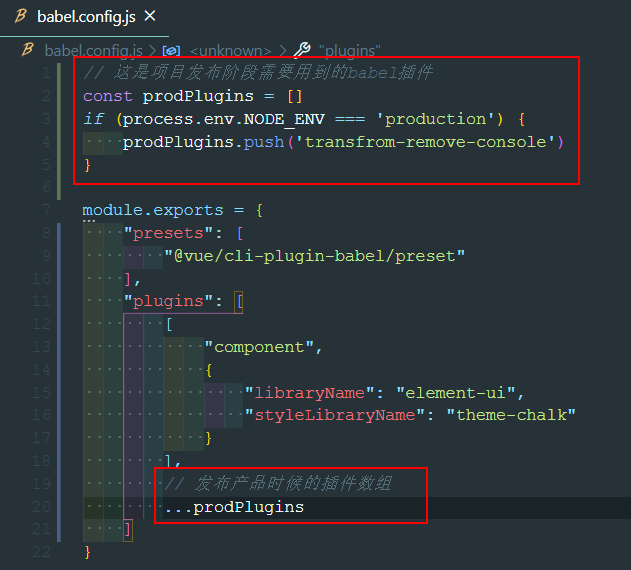 babel.config.js ×
babel.config.js > <unknown> > "plugins"
1 // 这是项目发布阶段需要用到的babel插件
2 const prodPlugins = []
3 if (process.env.NODE_ENV === 'production') {
4 prodPlugins.push('transfrom-remove-console')
5 }
6
7 module.exports = {
8 "presets": [
9 "@vue/cli-plugin-babel/preset"
10 ],
11 "plugins": [
12 [
13 "component",
14 {
15 "libraryName": "element-ui",
16 "styleLibraryName": "theme-chalk"
17 }
18 ],
19 // 发布产品时候的插件数组
20 ...prodPlugins
21 ]
22 }